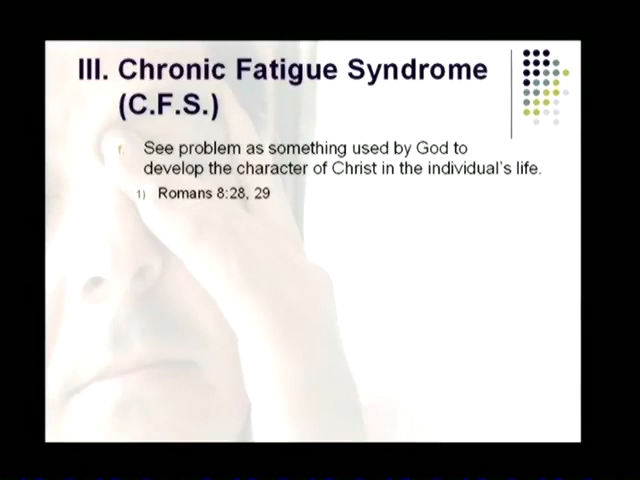 III. Chronic Fatigue Syndrome
(C.F.S.)
r. See problem as something used by God to
develop the character of Christ in the individual's life.
1) Romans 8:28, 29